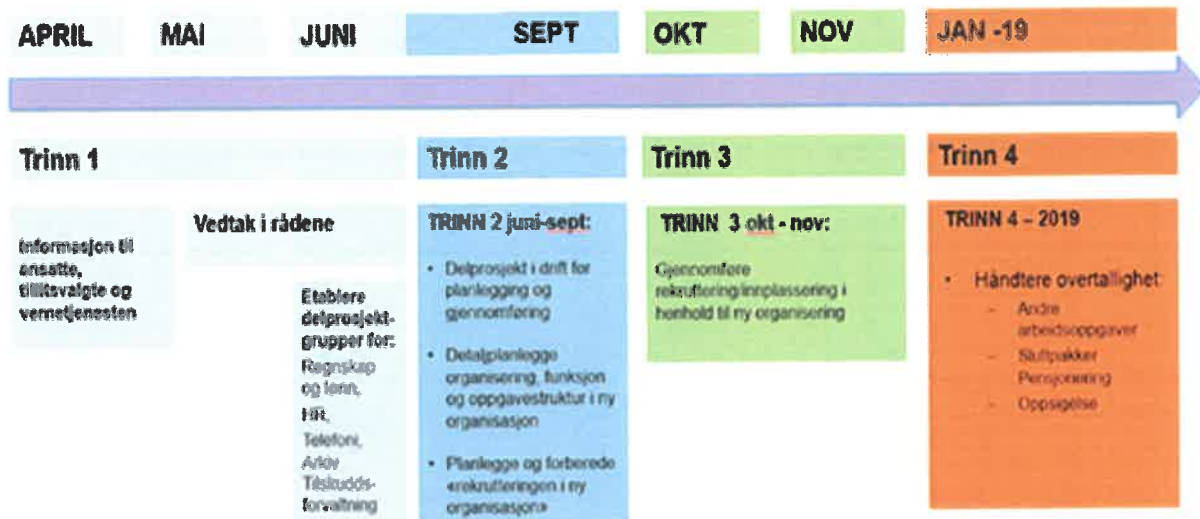 APRIL
MAI
JUNI
SEPT
OKT
NOV
JAN -19
Trinn 1
Trinn 2
Trinn 3
Trinn 4
Informasjon til
ansatte,
tillitsvalgte og
vernetjenesten
Vedtak i rådene
Etablere
delprosjekt-
grupper for:
Regnskap
og lønn,
HR,
Telefoni,
Arkiv
Tilskudds-
forvaltning
TRINN 2 juni-sept:
• Delprosjekt i drift for
planlegging og
gjennomføring
• Detaljplanlegge
organisering, funksjon
og oppgavestruktur i ny
organisasjon
• Planlegge og forberede
«rekrutteringen i ny
organisasjon»
TRINN 3 okt - nov:
Gjennomføre
rekruttering/innplassering i
henhold til ny organisering
TRINN 4 – 2019
• Håndtere overtallighet:
– Andre
arbeidsoppgaver
– Sluttpakker
Pensjonering
– Oppsigelse